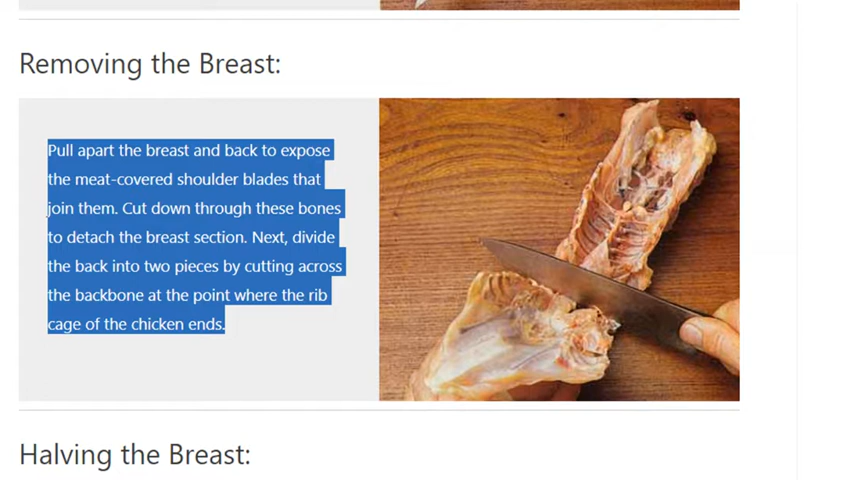 Removing the Breast:
Pull apart the breast and back to expose
the meat-covered shoulder blades that
join them. Cut down through these bones
to detach the breast section. Next, divide
the back into two pieces by cutting across
the backbone at the point where the rib
cage of the chicken ends.
Halving the Breast: